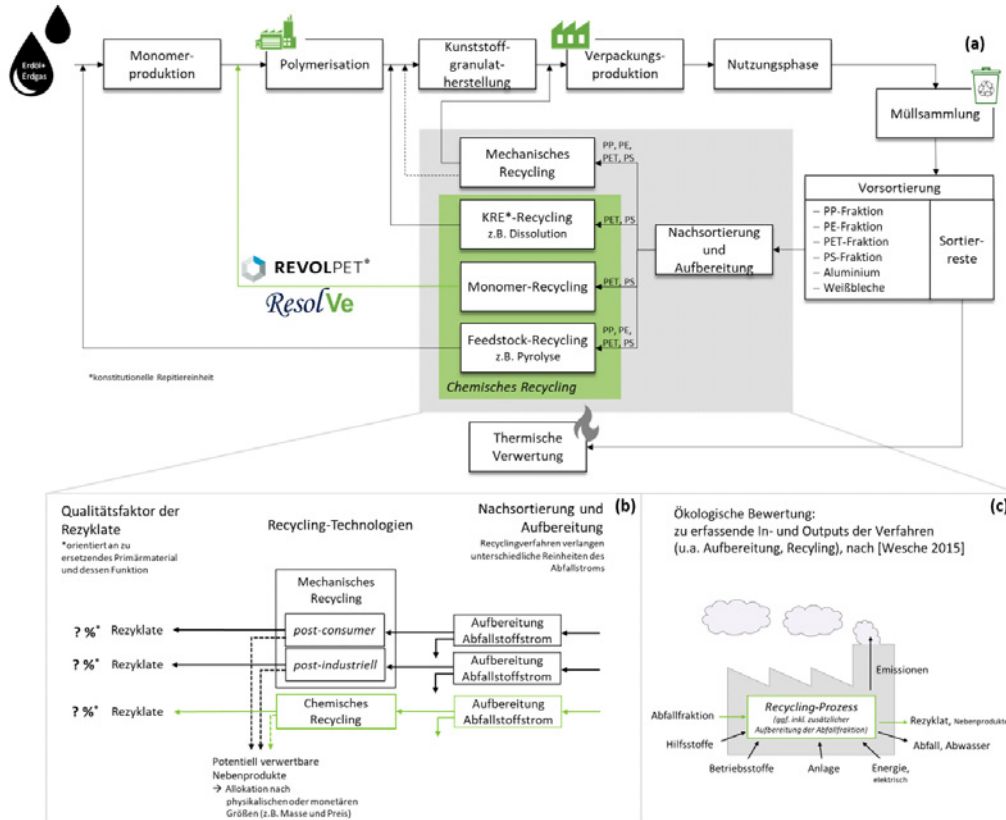 (a)
Erdöl+
Erdgas
Monomer-
produktion
Polymerisation
Kunststoff-
granulat-
herstellung
Verpackungs-
produktion
Nutzungsphase
Müllsammlung
Vorsortierung
– PP-Fraktion
– PE-Fraktion
– PET-Fraktion
– PS-Fraktion
– Aluminium
– Weißbleche
Sortier-
reste
Nachsortierung
und
Aufbereitung
PP, PE,
PET, PS
Mechanisches
Recycling
PET, PS
KRE*-Recycling
z.B. Dissolution
PET, PS
Monomer-Recycling
PP, PE,
PET, PS
Feedstock-Recycling
z.B. Pyrolyse
Chemisches Recycling
REVOLPET®
ResolVe
*konstitutionelle Repitiereinheit
Thermische
Verwertung
(b)
Qualitätsfaktor der
Rezyklate
*orientiert an zu
ersetzendes Primärmaterial
und dessen Funktion
Recycling-Technologien
Nachsortierung und
Aufbereitung
Recyclingverfahren verlangen
unterschiedliche Reinheiten des
Abfallstroms
Mechanisches
Recycling
? %* Rezyklate
post-consumer
Aufbereitung
Abfallstoffstrom
? %* Rezyklate
post-industriell
Aufbereitung
Abfallstoffstrom
? %* Rezyklate
Chemisches
Recycling
Aufbereitung
Abfallstoffstrom
Potentiell verwertbare
Nebenprodukte
→ Allokation nach
physikalischen oder monetären
Größen (z.B. Masse und Preis)
(c)
Ökologische Bewertung:
zu erfassende In- und Outputs der Verfahren
(u.a. Aufbereitung, Recyling), nach [Wesche 2015]
Emissionen
Recycling-Prozess
(ggf. inkl. zusätzlicher
Aufbereitung der Abfallfraktion)
Abfallfraktion
Hilfsstoffe
Betriebsstoffe
Anlage
Energie,
elektrisch
Rezyklat, Nebenprodukte
Abfall, Abwasser